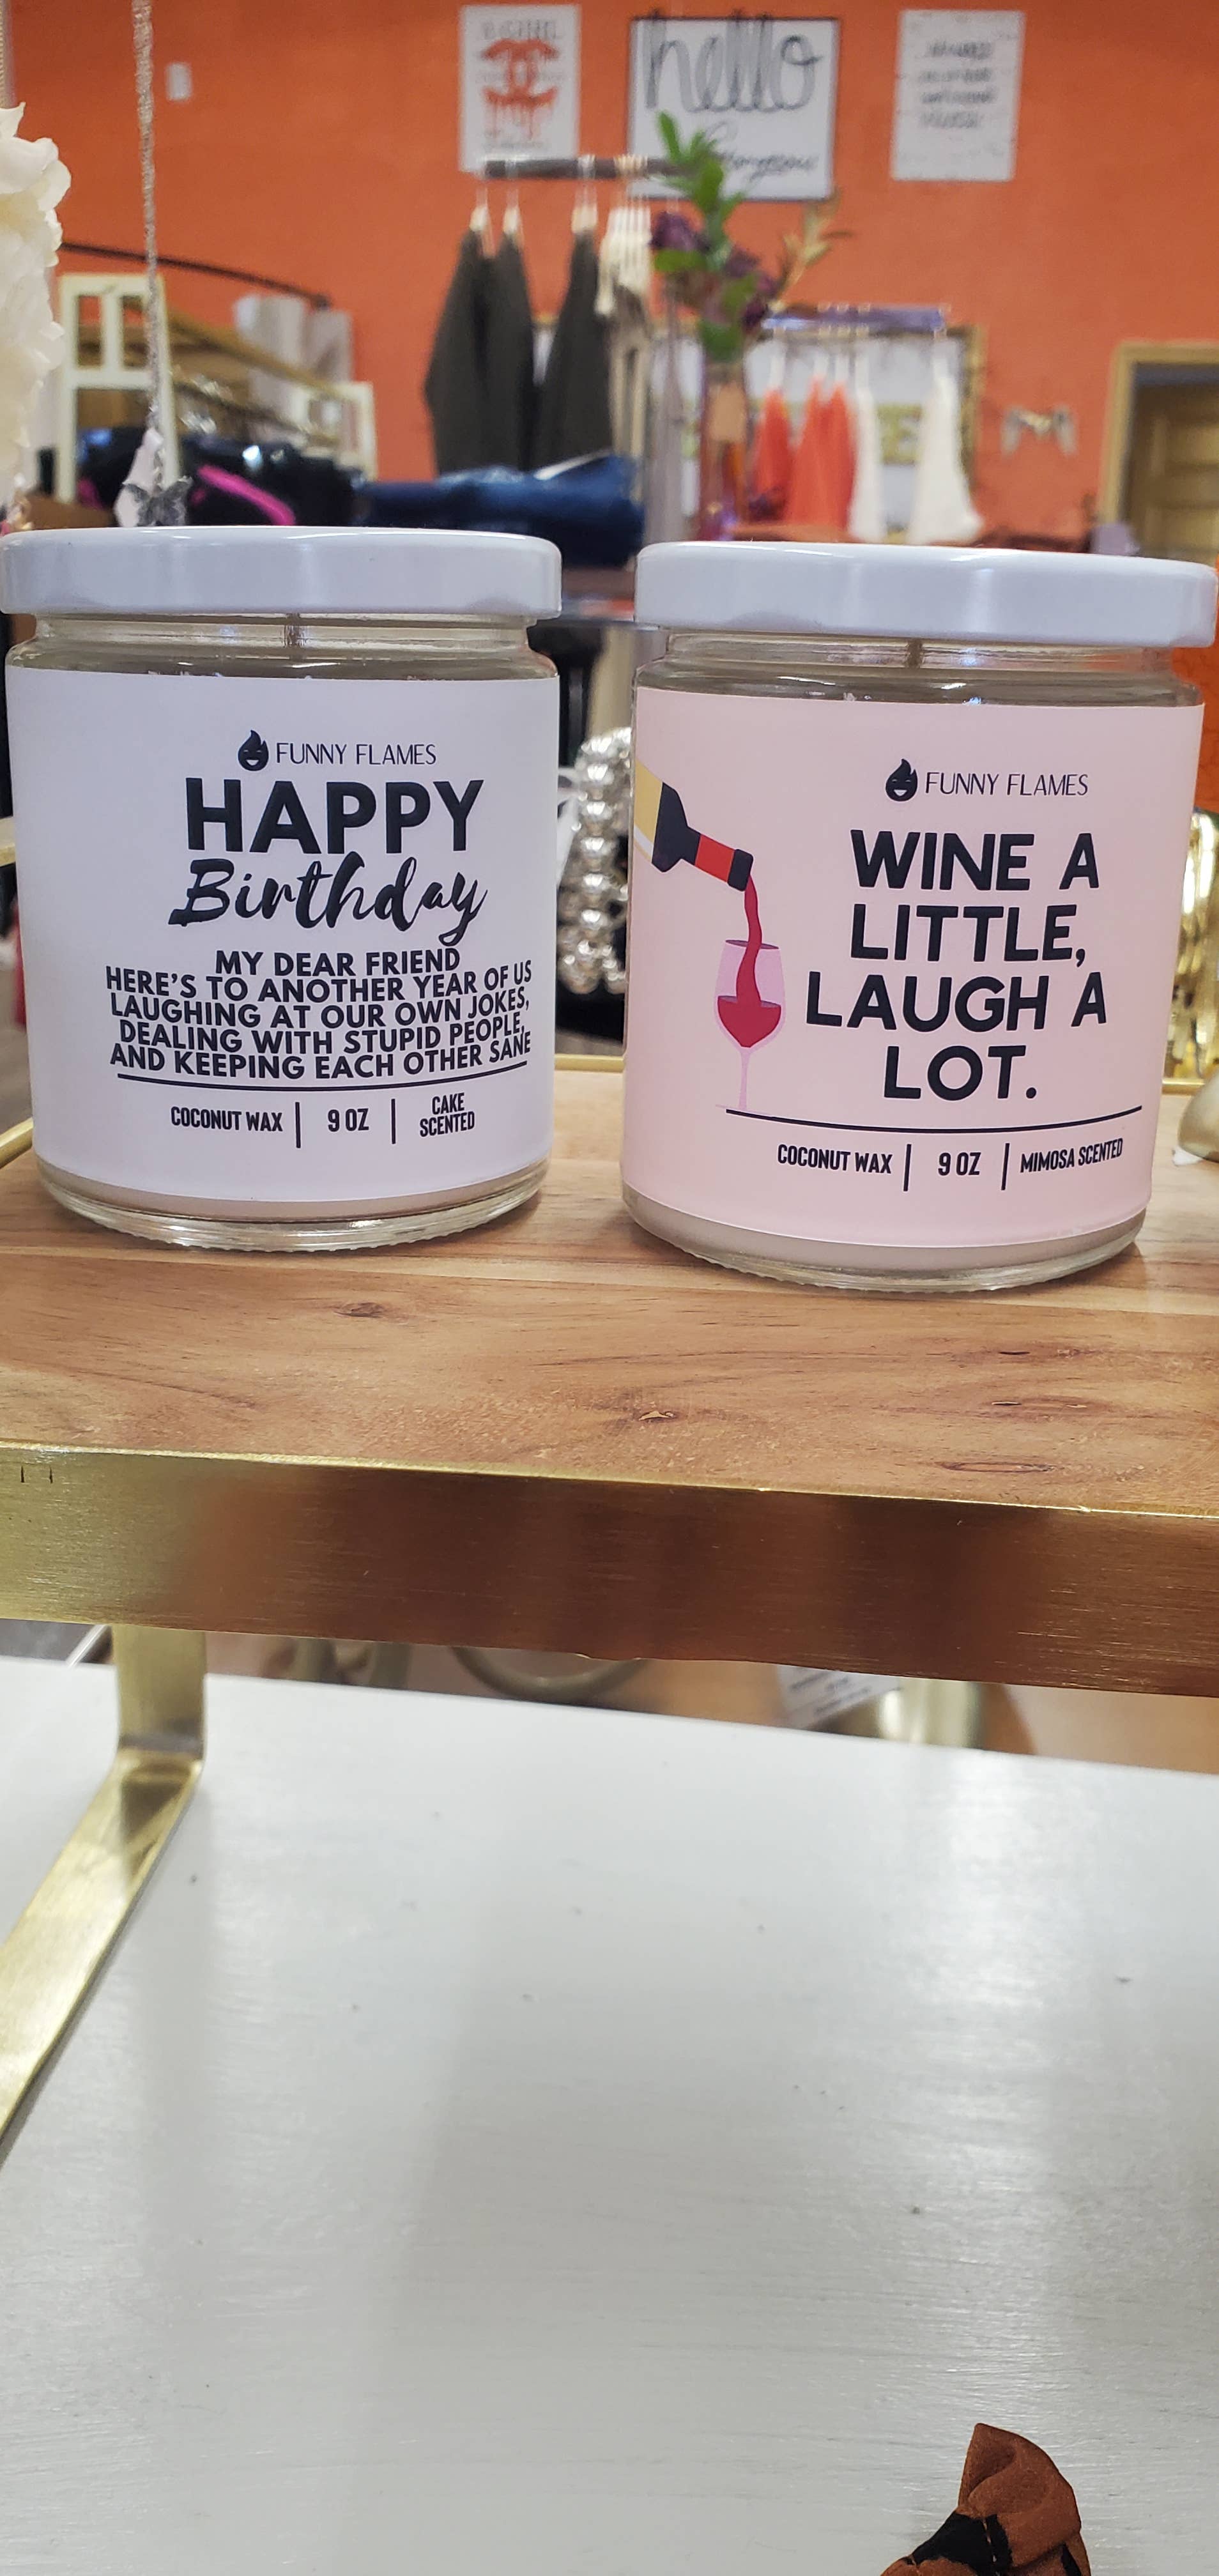 hello
Gorgeous
FUNNY FLAMES
HAPPY
Birthday
MY DEAR FRIEND
HERE'S TO ANOTHER YEAR OF US
LAUGHING AT OUR OWN JOKES,
DEALING WITH STUPID PEOPLE,
AND KEEPING EACH OTHER SANE
COCONUT WAX | 9 OZ | CAKE SCENTED
FUNNY FLAMES
WINE A
LITTLE,
LAUGH A
LOT.
COCONUT WAX | 9 OZ | MIMOSA SCENTED